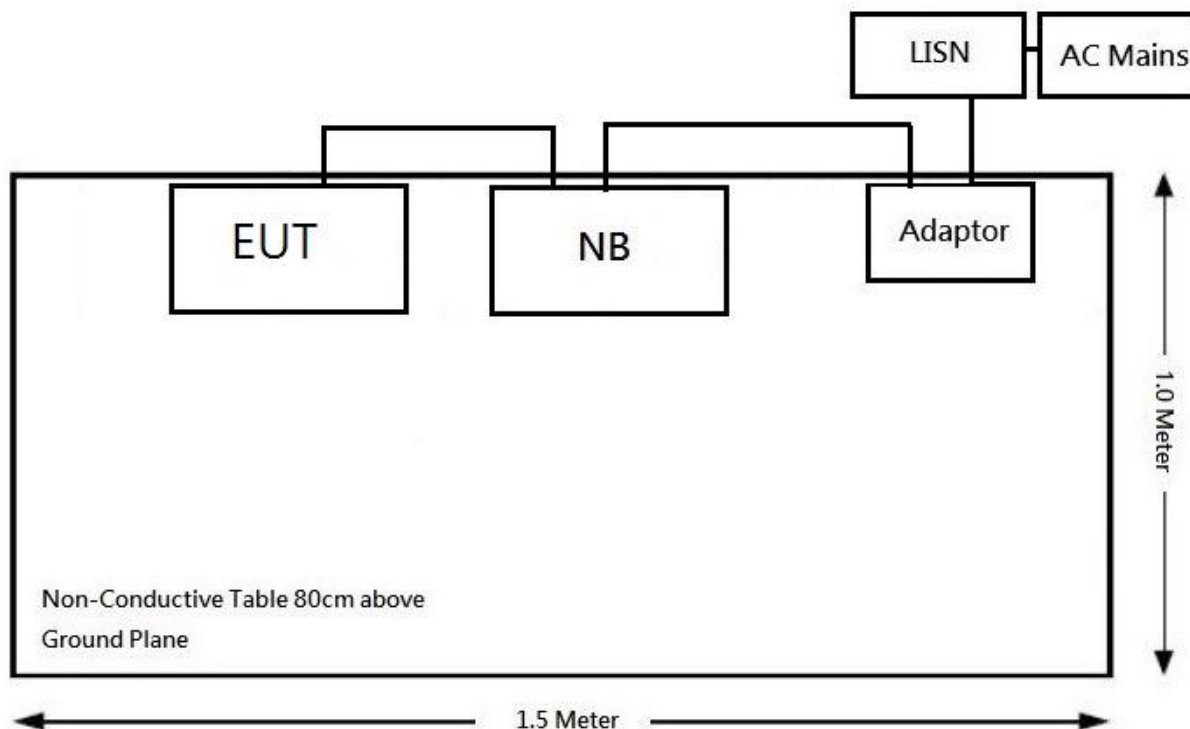 LISN
AC Mains
EUT
NB
Adaptor
1.0 Meter
Non-Conductive Table 80cm above
Ground Plane
1.5 Meter